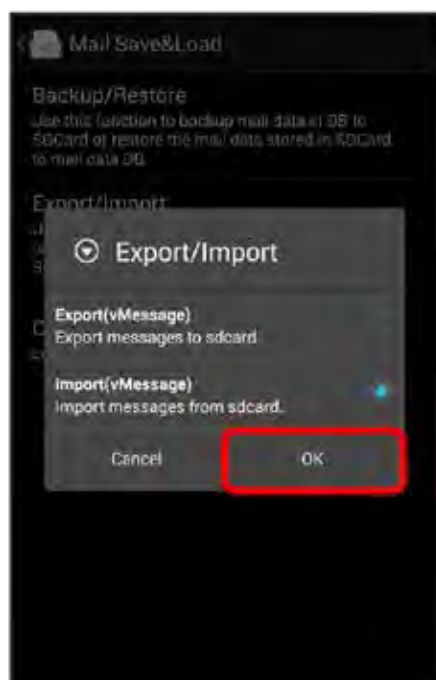 Mail Save&Load
Backup/Restore
Use this function to backup mail data in DB to
SDCard or restore the mail data stored in SDCard
to mail data DB.
Export/Import
Export/Import
Export(vMessage)
Export messages to sdcard
Import(vMessage)
Import messages from sdcard.
Cancel
OK